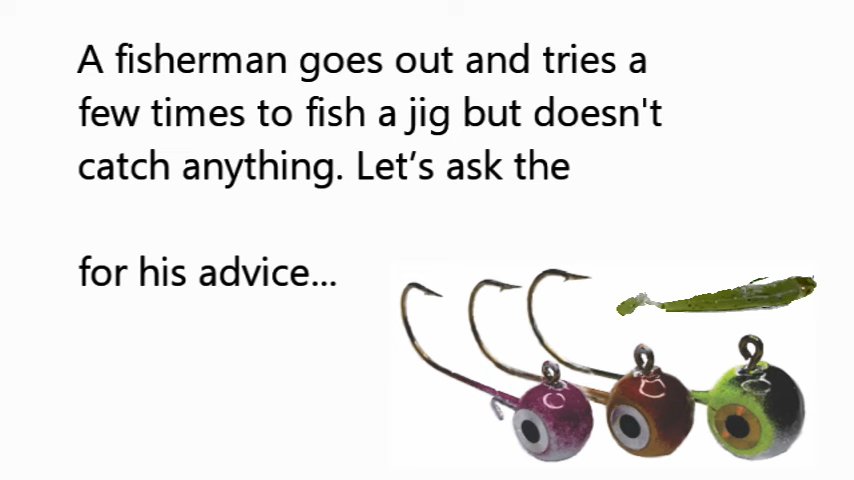 A fisherman goes out and tries a
few times to fish a jig but doesn't
catch anything. Let’s ask the
for his advice...